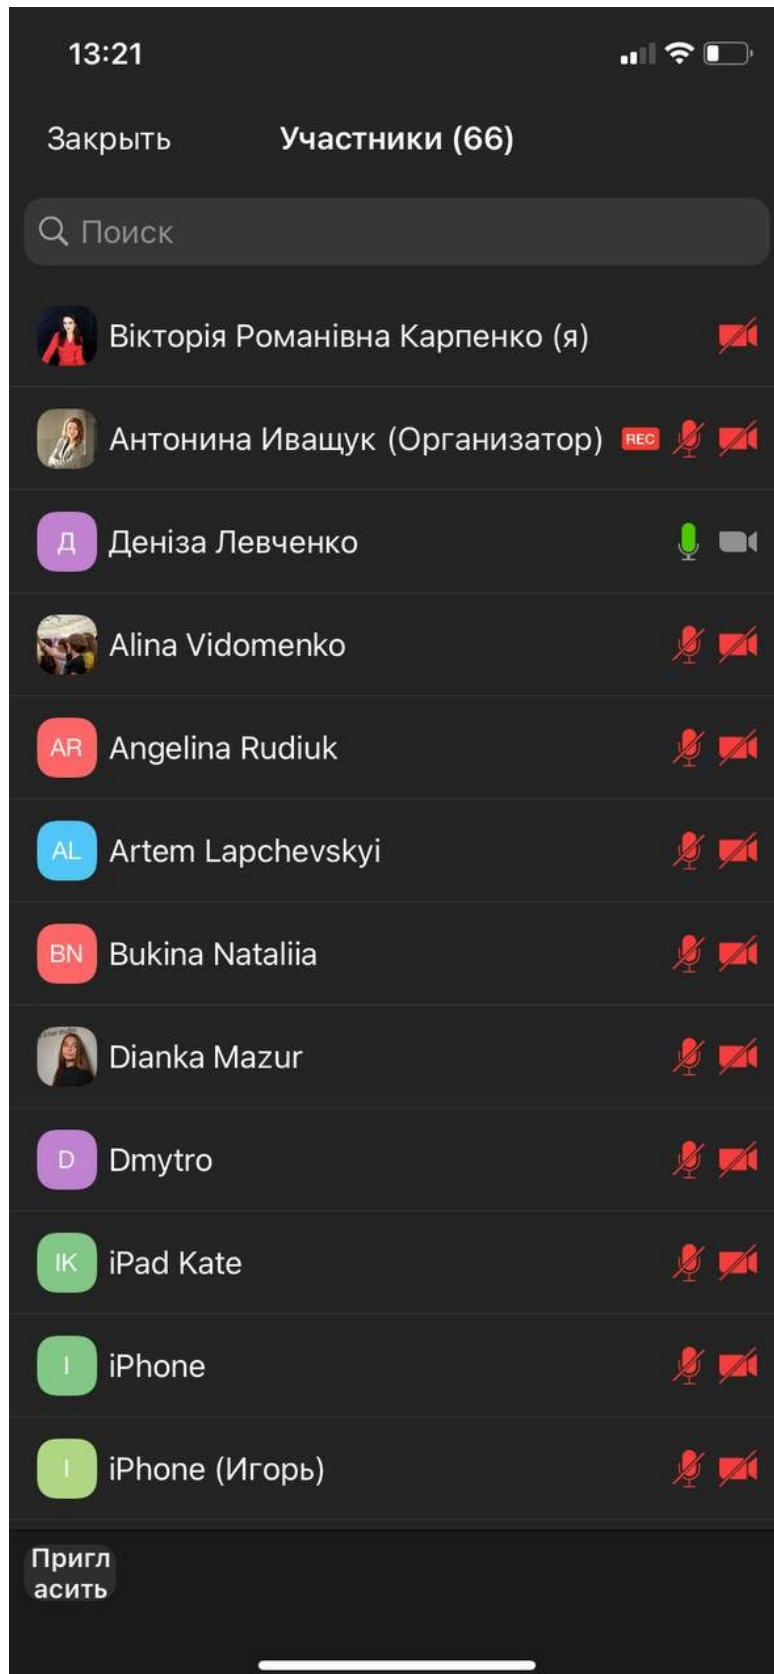 13:21
Закрыть Участники (66)
Поиск
Вікторія Романівна Карпенко (я)
Антонина Иващук (Организатор) REC
Д Деніза Левченко
Alina Vidomenko
AR Angelina Rudiuk
AL Artem Lapchevskyi
BN Bukina Nataliia
Dianka Mazur
D Dmytro
IK iPad Kate
I iPhone
I iPhone (Игорь)
Пригл
асить